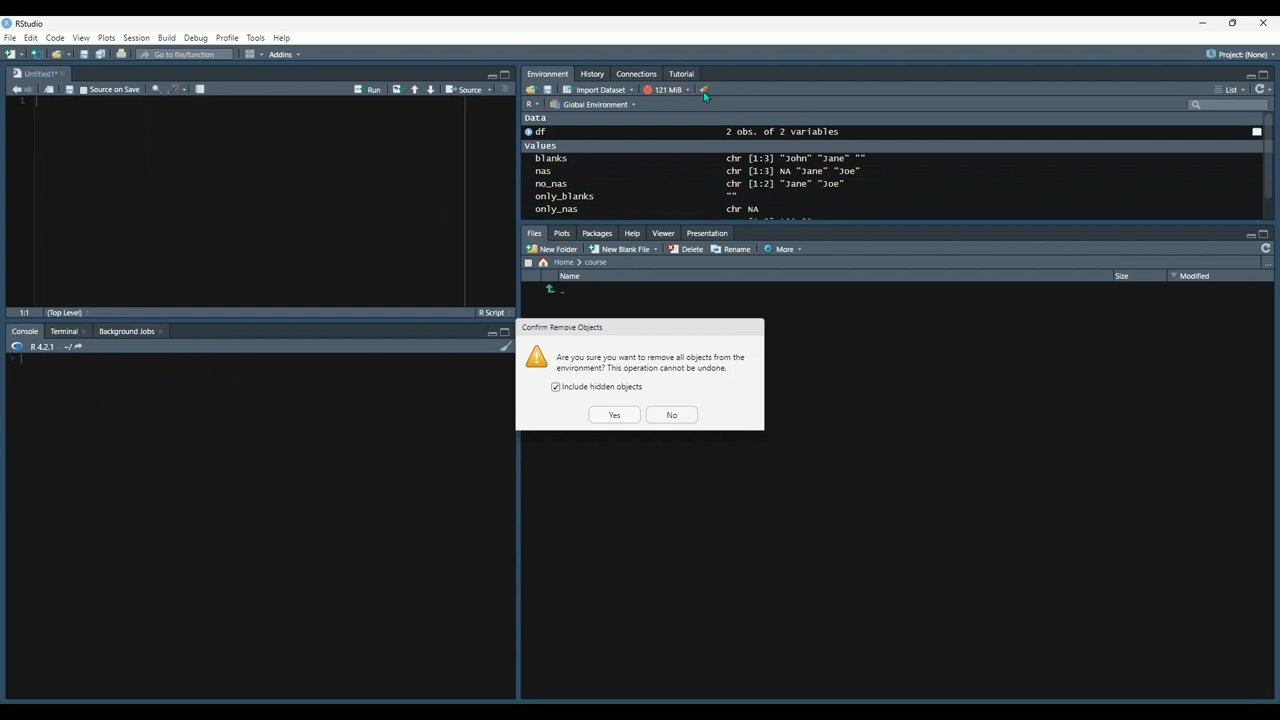 RStudio
File Edit Code View Plots Session Build Debug Profile Tools Help
Go to file/function Addins Project: (None)
Untitled1*
Source on Save Run Source
1
1:1 (Top Level) R Script
Console Terminal Background Jobs
R 4.2.1 · ~/
>
Environment History Connections Tutorial
Import Dataset 121 MiB List
R Global Environment
Data
df 2 obs. of 2 variables
Values
blanks chr [1:3] "John" "Jane" ""
nas chr [1:3] NA "Jane" "Joe"
no_nas chr [1:2] "Jane" "Joe"
only_blanks ""
only_nas chr NA
Files Plots Packages Help Viewer Presentation
New Folder New Blank File Delete Rename More
Home > course ...
Name Size Modified
..
Confirm Remove Objects
Are you sure you want to remove all objects from the
environment? This operation cannot be undone.
Include hidden objects
Yes No